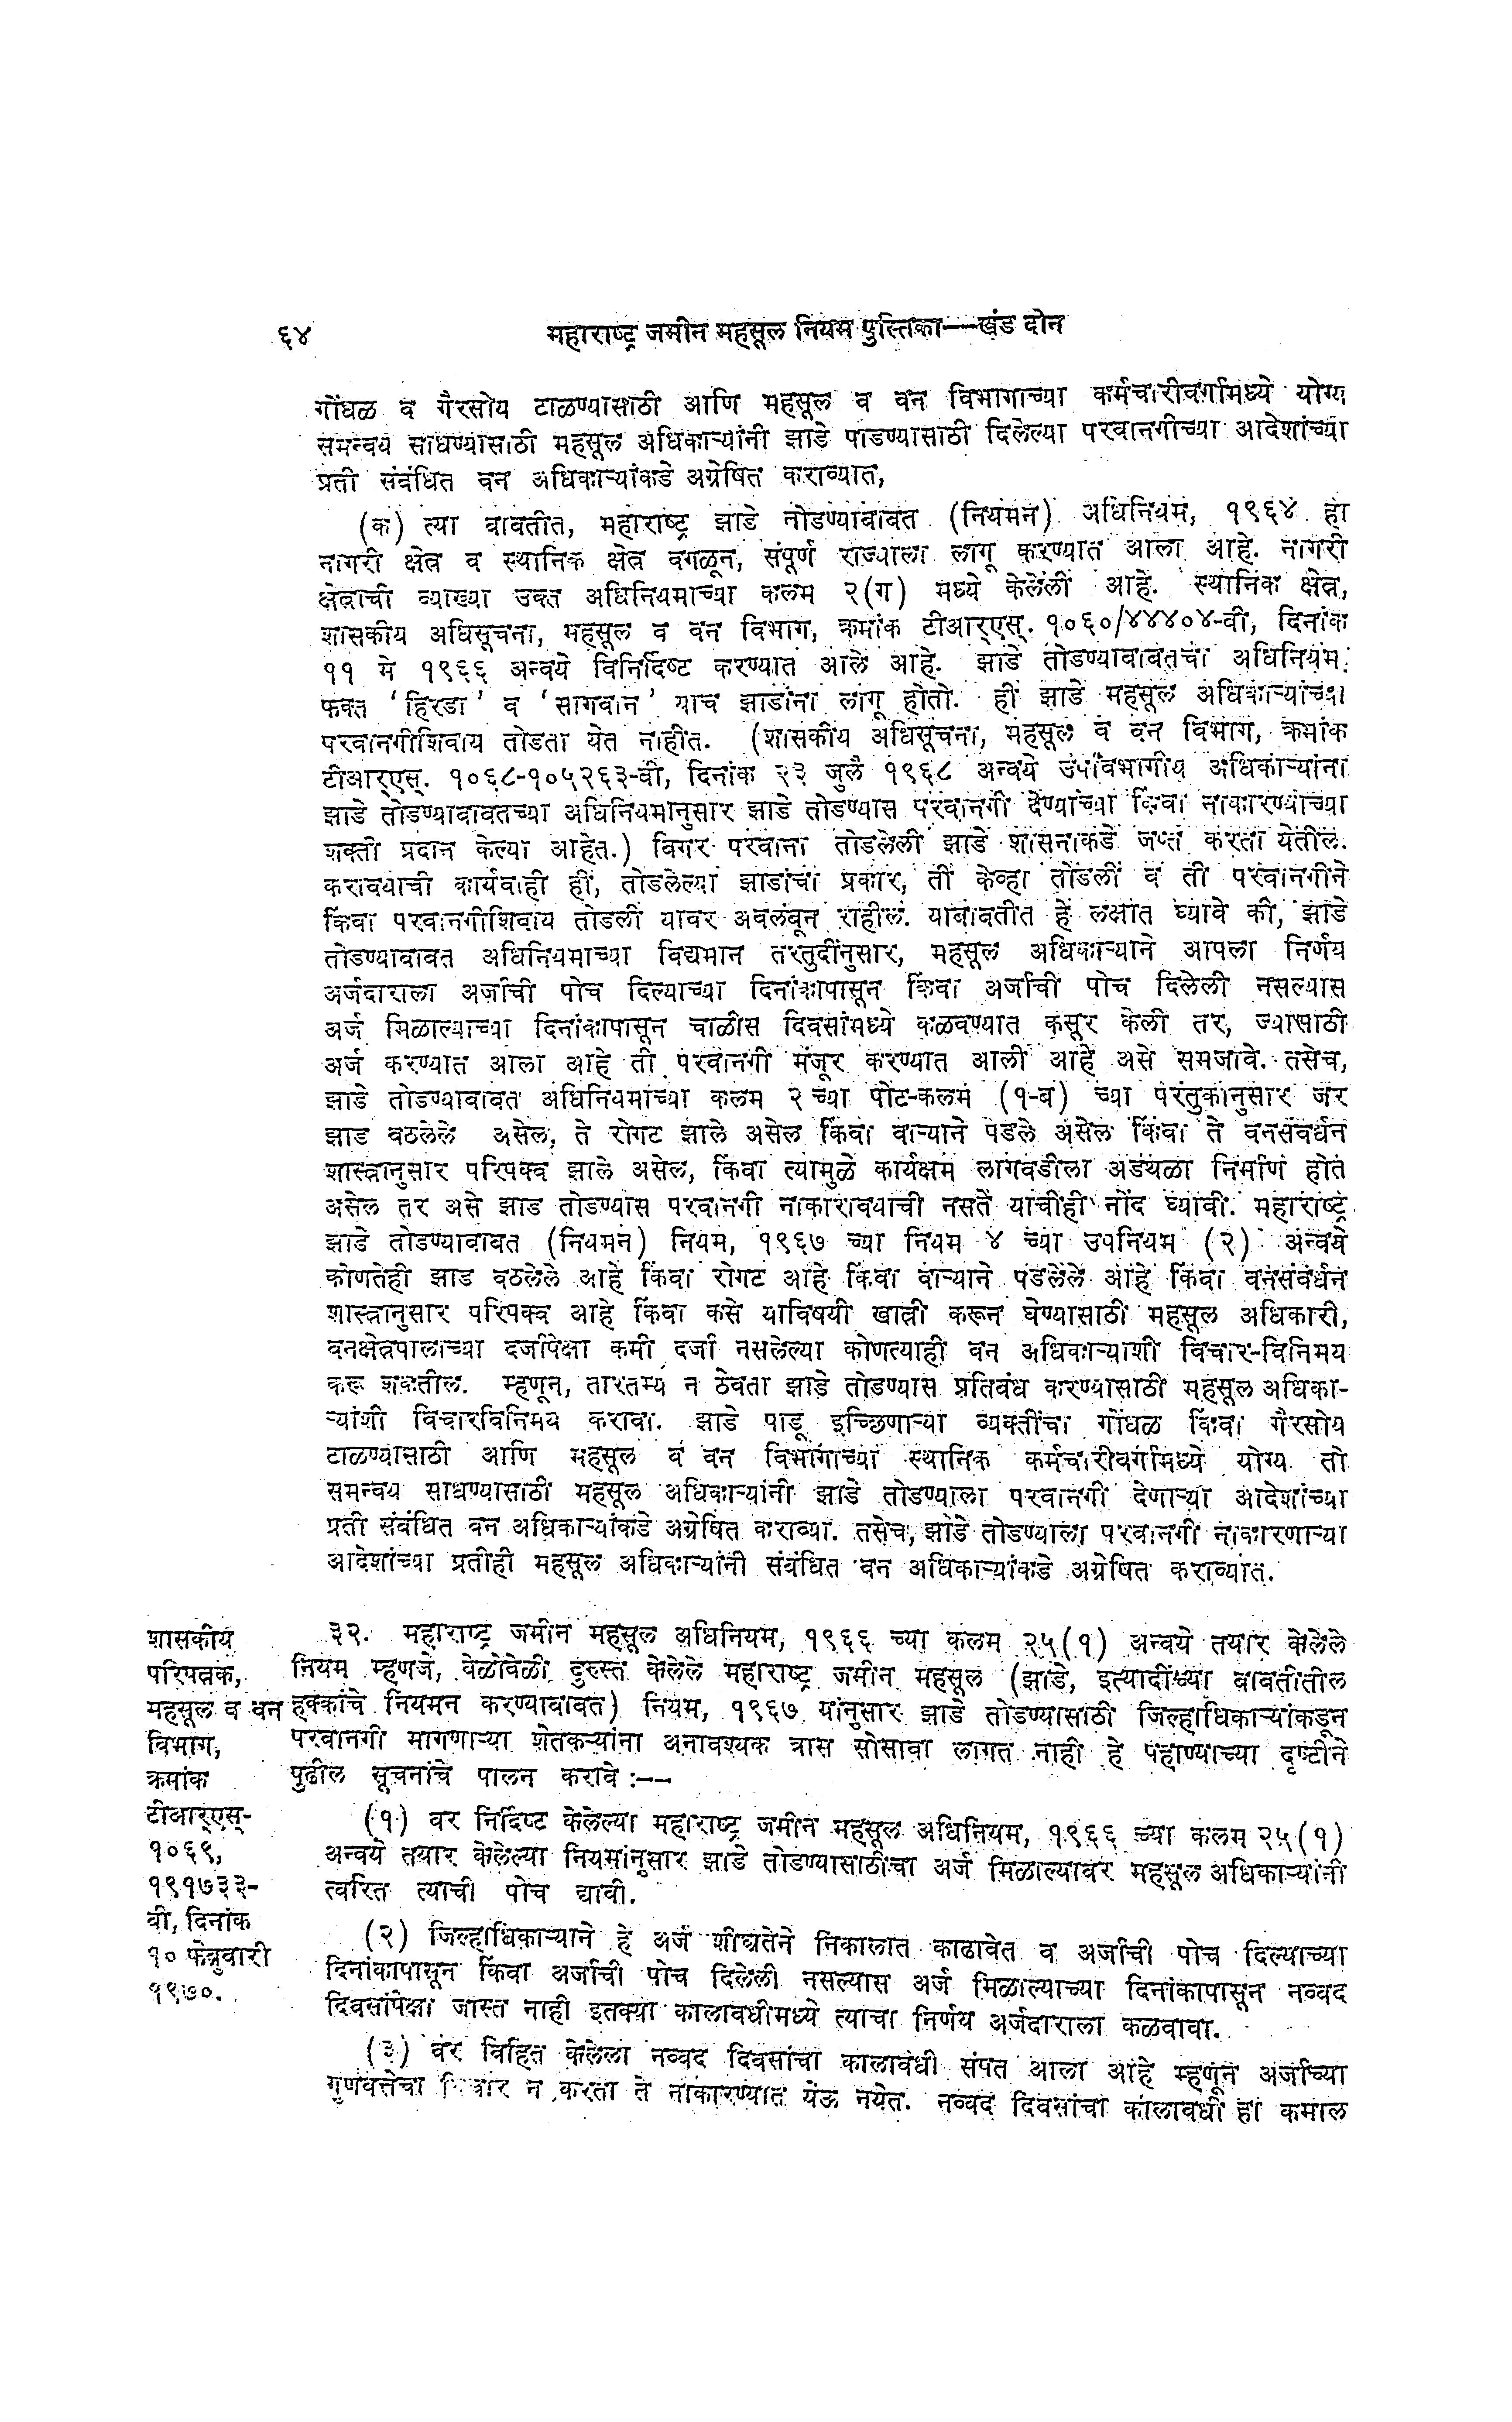 ६४
महाराष्ट्र जमीन महसूल नियम पुस्तिका--खंड दोन
गोंधळ व गैरसोय टाळण्यासाठी आणि महसूल व वन विभागाच्या कर्मचारीवर्गामध्ये योग्य
समन्वय साधण्यासाठी महसूल अधिकाऱ्यांनी झाडे पाडण्यासाठी दिलेल्या परवानगीच्या आदेशांच्या
प्रती संबंधित वन अधिकाऱ्यांकडे अग्रेषित कराव्यात,
(क) त्या बाबतीत, महाराष्ट्र झाडे तोडण्याबाबत (नियमन) अधिनियम, १९६४ हा
नागरी क्षेत्र व स्थानिक क्षेत्र वगळून, संपूर्ण राज्याला लागू करण्यात आला आहे. नागरी
क्षेत्राची व्याख्या उक्त अधिनियमाच्या कलम २(ग) मध्ये केलेली आहे. स्थानिक क्षेत्र,
शासकीय अधिसूचना, महसूल व वन विभाग, क्रमांक टीआर्‌एस्. १०६०/४४४०४-वी, दिनांक
११ मे १९६६ अन्वये विनिर्दिष्ट करण्यात आले आहे. झाडे तोडण्याबाबतचा अधिनियम
फक्त ‘हिरडा’ व ‘सागवान’ याच झाडांना लागू होतो. ही झाडे महसूल अधिकाऱ्यांच्या
परवानगीशिवाय तोडता येत नाहीत. (शासकीय अधिसूचना, महसूल व वन विभाग, क्रमांक
टीआर्‌एस्. १०६८-१०५२६३-वी, दिनांक २३ जुलै १९६८ अन्वये उपविभागीय अधिकाऱ्यांना
झाडे तोडण्याबाबतच्या अधिनियमानुसार झाडे तोडण्यास परवानगी देण्याच्या किंवा नाकारण्याच्या
शक्ती प्रदान केल्या आहेत.) बिगर परवाना तोडलेली झाडे शासनाकडे जप्त करता येतील.
करावयाची कार्यवाही ही, तोडलेल्या झाडांचा प्रकार, ती केव्हा तोडली व ती परवानगीने
किंवा परवानगीशिवाय तोडली यावर अवलंबून राहील. याबाबतीत हे लक्षात घ्यावे की, झाडे
तोडण्याबाबत अधिनियमाच्या विद्यमान तरतुदींनुसार, महसूल अधिकाऱ्याने आपला निर्णय
अर्जदाराला अर्जाची पोच दिल्याच्या दिनांकापासून किंवा अर्जाची पोच दिलेली नसल्यास
अर्ज मिळाल्याच्या दिनांकापासून चाळीस दिवसांमध्ये कळवण्यात कसूर केली तर, ज्यासाठी
अर्ज करण्यात आला आहे ती परवानगी मंजूर करण्यात आली आहे असे समजावे. तसेच,
झाडे तोडण्याबाबत अधिनियमाच्या कलम २ च्या पोट-कलम (१-ब) च्या परंतुकानुसार जर
झाड वठलेले असेल, ते रोगट झाले असेल किंवा वाऱ्याने पडले असेल किंवा ते वनसंवर्धन
शास्त्रानुसार परिपक्व झाले असेल, किंवा त्यामुळे कार्यक्षम लागवडीला अडथळा निर्माण होत
असेल तर असे झाड तोडण्यास परवानगी नाकारावयाची नसते याचीही नोंद घ्यावी. महाराष्ट्र
झाडे तोडण्याबाबत (नियमन) नियम, १९६७ च्या नियम ४ च्या उपनियम (२) अन्वये
कोणतेही झाड वठलेले आहे किंवा रोगट आहे किंवा वाऱ्याने पडलेले आहे किंवा वनसंवर्धन
शास्त्रानुसार परिपक्व आहे किंवा कसे याविषयी खात्री करून घेण्यासाठी महसूल अधिकारी,
वनक्षेत्रपालाच्या दर्जापेक्षा कमी दर्जा नसलेल्या कोणत्याही वन अधिकाऱ्याशी विचार-विनिमय
करू शकतील. म्हणून, तारतम्य न ठेवता झाडे तोडण्यास प्रतिबंध करण्यासाठी महसूल अधिका-
ऱ्यांशी विचारविनिमय करावा. झाडे पाडू इच्छिणाऱ्या व्यक्तींचा गोंधळ किंवा गैरसोय
टाळण्यासाठी आणि महसूल व वन विभागाच्या स्थानिक कर्मचारीवर्गामध्ये योग्य तो
समन्वय साधण्यासाठी महसूल अधिकाऱ्यांनी झाडे तोडण्याला परवानगी देणाऱ्या आदेशांच्या
प्रती संबंधित वन अधिकाऱ्यांकडे अग्रेषित कराव्या. तसेच, झाडे तोडण्याला परवानगी नाकारणाऱ्या
आदेशांच्या प्रतीही महसूल अधिकाऱ्यांनी संबंधित वन अधिकाऱ्यांकडे अग्रेषित कराव्यात.
शासकीय
परिपत्रक,
महसूल व वन
विभाग,
क्रमांक
टीआर्‌एस्-
१०६९,
१९१७३३-
वी, दिनांक
१० फेब्रुवारी
१९७०.
३२. महाराष्ट्र जमीन महसूल अधिनियम, १९६६ च्या कलम २५(१) अन्वये तयार केलेले
नियम म्हणजे, वेळोवेळी दुरुस्त केलेले महाराष्ट्र जमीन महसूल (झाडे, इत्यादींध्या बाबतीतील
हक्कांचे नियमन करण्याबाबत) नियम, १९६७ यांनुसार झाडे तोडण्यासाठी जिल्हाधिकाऱ्यांकडून
परवानगी मागणाऱ्या शेतकऱ्यांना अनावश्यक त्रास सोसावा लागत नाही हे पहाण्याच्या दृष्टीने
पुढील सूचनांचे पालन करावे :--
(१) वर निर्दिष्ट केलेल्या महाराष्ट्र जमीन महसूल अधिनियम, १९६६ च्या कलम २५(१)
अन्वये तयार केलेल्या नियमांनुसार झाडे तोडण्यासाठीचा अर्ज मिळाल्यावर महसूल अधिकाऱ्यांनी
त्वरित त्याची पोच द्यावी.
(२) जिल्हाधिकाऱ्याने हे अर्ज शीघ्रतेने निकालात काढावेत व अर्जाची पोच दिल्याच्या
दिनांकापासून किंवा अर्जाची पोच दिलेली नसल्यास अर्ज मिळाल्याच्या दिनांकापासून नव्वद
दिवसांपेक्षा जास्त नाही इतक्या कालावधीमध्ये त्याचा निर्णय अर्जदाराला कळवावा.
(३) वर विहित केलेला नव्वद दिवसांचा कालावधी संपत आला आहे म्हणून अर्जाच्या
गुणवत्तेचा विचार न करता ते नाकारण्यात येऊ नयेत. नव्वद दिवसांचा कालावधी हा कमाल